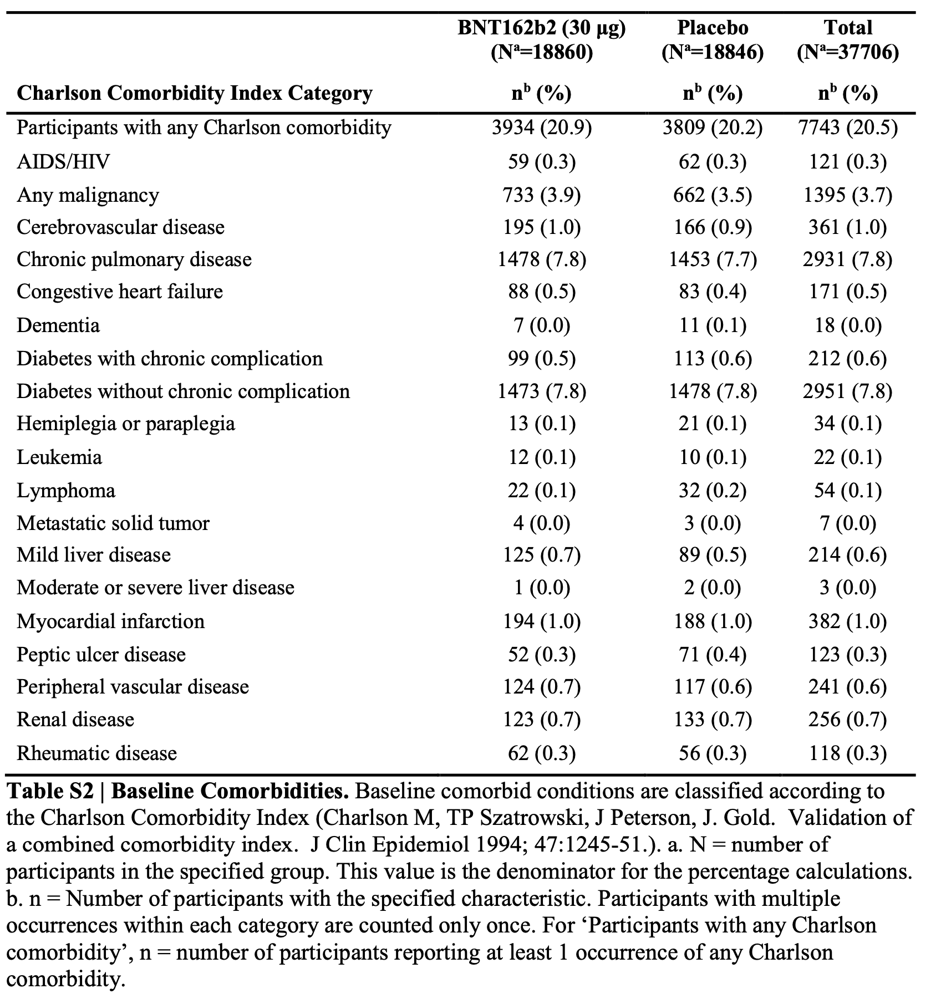 BNT162b2 (30 μg) Placebo Total
(Nᵃ=18860) (Nᵃ=18846) (Nᵃ=37706)
Charlson Comorbidity Index Category nᵇ (%) nᵇ (%) nᵇ (%)
Participants with any Charlson comorbidity 3934 (20.9) 3809 (20.2) 7743 (20.5)
AIDS/HIV 59 (0.3) 62 (0.3) 121 (0.3)
Any malignancy 733 (3.9) 662 (3.5) 1395 (3.7)
Cerebrovascular disease 195 (1.0) 166 (0.9) 361 (1.0)
Chronic pulmonary disease 1478 (7.8) 1453 (7.7) 2931 (7.8)
Congestive heart failure 88 (0.5) 83 (0.4) 171 (0.5)
Dementia 7 (0.0) 11 (0.1) 18 (0.0)
Diabetes with chronic complication 99 (0.5) 113 (0.6) 212 (0.6)
Diabetes without chronic complication 1473 (7.8) 1478 (7.8) 2951 (7.8)
Hemiplegia or paraplegia 13 (0.1) 21 (0.1) 34 (0.1)
Leukemia 12 (0.1) 10 (0.1) 22 (0.1)
Lymphoma 22 (0.1) 32 (0.2) 54 (0.1)
Metastatic solid tumor 4 (0.0) 3 (0.0) 7 (0.0)
Mild liver disease 125 (0.7) 89 (0.5) 214 (0.6)
Moderate or severe liver disease 1 (0.0) 2 (0.0) 3 (0.0)
Myocardial infarction 194 (1.0) 188 (1.0) 382 (1.0)
Peptic ulcer disease 52 (0.3) 71 (0.4) 123 (0.3)
Peripheral vascular disease 124 (0.7) 117 (0.6) 241 (0.6)
Renal disease 123 (0.7) 133 (0.7) 256 (0.7)
Rheumatic disease 62 (0.3) 56 (0.3) 118 (0.3)
Table S2 | Baseline Comorbidities. Baseline comorbid conditions are classified according to
the Charlson Comorbidity Index (Charlson M, TP Szatrowski, J Peterson, J. Gold.  Validation of
a combined comorbidity index.  J Clin Epidemiol 1994; 47:1245-51.). a. N = number of
participants in the specified group. This value is the denominator for the percentage calculations.
b. n = Number of participants with the specified characteristic. Participants with multiple
occurrences within each category are counted only once. For ‘Participants with any Charlson
comorbidity’, n = number of participants reporting at least 1 occurrence of any Charlson
comorbidity.